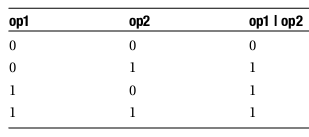 op1 op2 op1 | op2
0 0 0
0 1 1
1 0 1
1 1 1